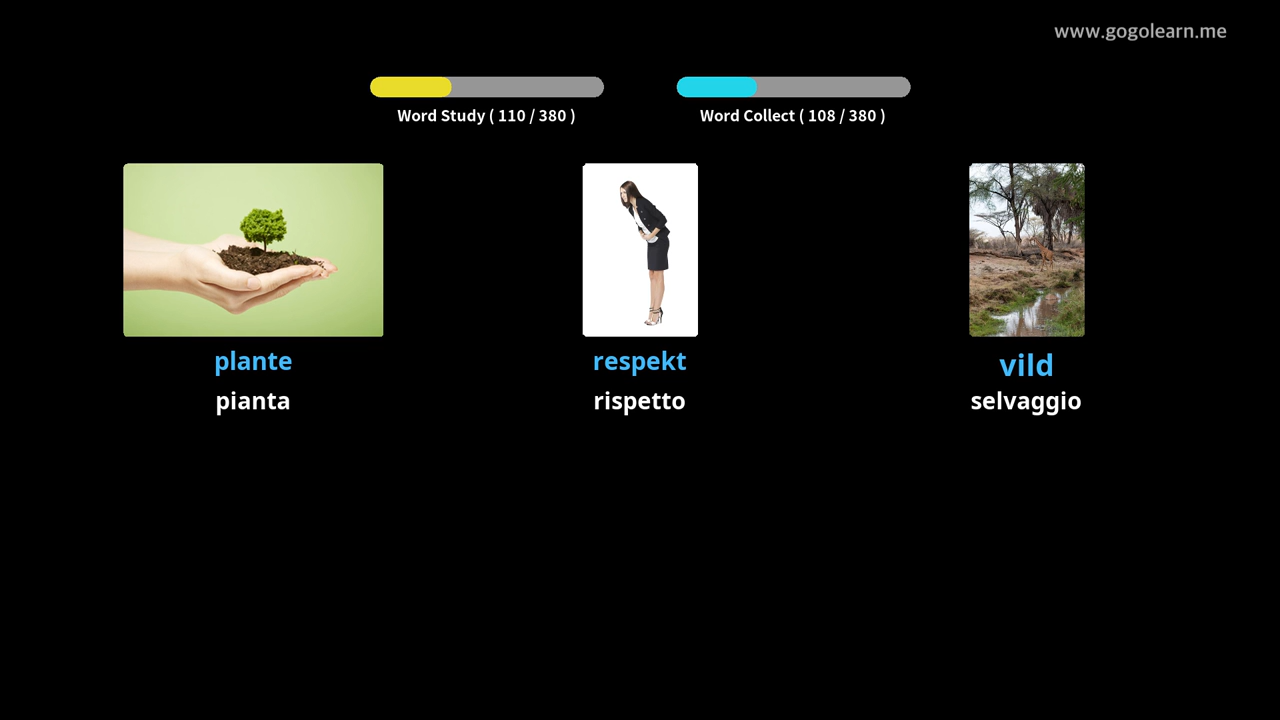 www.gogolearn.me
Word Study ( 110 / 380 )
Word Collect ( 108 / 380 )
plante
pianta
respekt
rispetto
vild
selvaggio